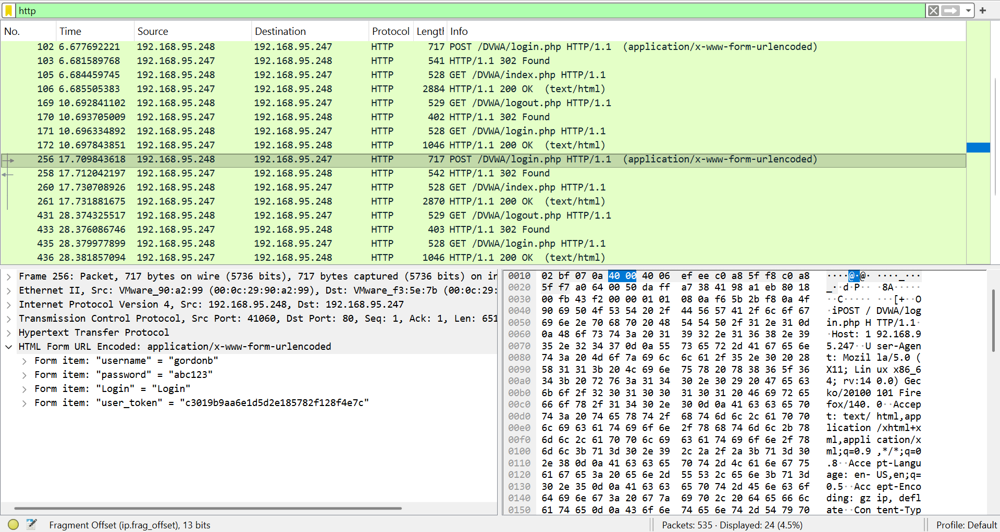 http
No. Time Source Destination Protocol Length Info
102 6.677692221 192.168.95.248 192.168.95.247 HTTP 717 POST /DVWA/login.php HTTP/1.1 (application/x-www-form-urlencoded)
103 6.681589768 192.168.95.247 192.168.95.248 HTTP 541 HTTP/1.1 302 Found
105 6.684459745 192.168.95.248 192.168.95.247 HTTP 528 GET /DVWA/index.php HTTP/1.1
106 6.685505383 192.168.95.247 192.168.95.248 HTTP 2884 HTTP/1.1 200 OK (text/html)
169 10.692841102 192.168.95.248 192.168.95.247 HTTP 529 GET /DVWA/logout.php HTTP/1.1
170 10.693705009 192.168.95.247 192.168.95.248 HTTP 402 HTTP/1.1 302 Found
171 10.696334892 192.168.95.248 192.168.95.247 HTTP 528 GET /DVWA/login.php HTTP/1.1
172 10.697843851 192.168.95.247 192.168.95.248 HTTP 1046 HTTP/1.1 200 OK (text/html)
256 17.709843618 192.168.95.248 192.168.95.247 HTTP 717 POST /DVWA/login.php HTTP/1.1 (application/x-www-form-urlencoded)
258 17.712042197 192.168.95.247 192.168.95.248 HTTP 542 HTTP/1.1 302 Found
260 17.730708926 192.168.95.248 192.168.95.247 HTTP 528 GET /DVWA/index.php HTTP/1.1
261 17.731881675 192.168.95.247 192.168.95.248 HTTP 2870 HTTP/1.1 200 OK (text/html)
431 28.374325517 192.168.95.248 192.168.95.247 HTTP 529 GET /DVWA/logout.php HTTP/1.1
433 28.376086746 192.168.95.247 192.168.95.248 HTTP 403 HTTP/1.1 302 Found
435 28.379977899 192.168.95.248 192.168.95.247 HTTP 528 GET /DVWA/login.php HTTP/1.1
436 28.381857094 192.168.95.247 192.168.95.248 HTTP 1046 HTTP/1.1 200 OK (text/html)
Frame 256: Packet, 717 bytes on wire (5736 bits), 717 bytes captured (5736 bits) on in
Ethernet II, Src: VMware_90:a2:99 (00:0c:29:90:a2:99), Dst: VMware_f3:5e:7b (00:0c:29:
Internet Protocol Version 4, Src: 192.168.95.248, Dst: 192.168.95.247
Transmission Control Protocol, Src Port: 41060, Dst Port: 80, Seq: 1, Ack: 1, Len: 651
Hypertext Transfer Protocol
HTML Form URL Encoded: application/x-www-form-urlencoded
Form item: "username" = "gordonb"
Form item: "password" = "abc123"
Form item: "Login" = "Login"
Form item: "user_token" = "c3019b9aa6e1d5d2e185782f128f4e7c"
0010 02 bf 07 0a 40 00 40 06 ef ee c0 a8 5f f8 c0 a8 ····@·@· ····_···
0020 5f f7 a0 64 00 50 da ff a7 38 41 98 a1 eb 80 18 _··d·P·· ·8A·····
0030 00 fb 43 f2 00 00 01 01 08 0a f6 5b 2b f8 0a 4f ··C····· ···[+··O
0040 90 69 50 4f 53 54 20 2f 44 56 57 41 2f 6c 6f 67 ·iPOST / DVWA/log
0050 69 6e 2e 70 68 70 20 48 54 54 50 2f 31 2e 31 0d in.php H TTP/1.1·
0060 0a 48 6f 73 74 3a 20 31 39 32 2e 31 36 38 2e 39 ·Host: 1 92.168.9
0070 35 2e 32 34 37 0d 0a 55 73 65 72 2d 41 67 65 6e 5.247··U ser-Agen
0080 74 3a 20 4d 6f 7a 69 6c 6c 61 2f 35 2e 30 20 28 t: Mozil la/5.0 (
0090 58 31 31 3b 20 4c 69 6e 75 78 20 78 38 36 5f 36 X11; Lin ux x86_6
00a0 34 3b 20 72 76 3a 31 34 30 2e 30 29 20 47 65 63 4; rv:14 0.0) Gec
00b0 6b 6f 2f 32 30 31 30 30 31 30 31 20 46 69 72 65 ko/20100 101 Fire
00c0 66 6f 78 2f 31 34 30 2e 30 0d 0a 41 63 63 65 70 fox/140. 0··Accep
00d0 74 3a 20 74 65 78 74 2f 68 74 6d 6c 2c 61 70 70 t: text/ html,app
00e0 6c 69 63 61 74 69 6f 6e 2f 78 68 74 6d 6c 2b 78 lication /xhtml+x
00f0 6d 6c 2c 61 70 70 6c 69 63 61 74 69 6f 6e 2f 78 ml,appli cation/x
0100 6d 6c 3b 71 3d 30 2e 39 2c 2a 2f 2a 3b 71 3d 30 ml;q=0.9 ,*/*;q=0
0110 2e 38 0d 0a 41 63 63 65 70 74 2d 4c 61 6e 67 75 .8··Acce pt-Langu
0120 61 67 65 3a 20 65 6e 2d 55 53 2c 65 6e 3b 71 3d age: en- US,en;q=
0130 30 2e 35 0d 0a 41 63 63 65 70 74 2d 45 6e 63 6f 0.5··Acc ept-Enco
0140 64 69 6e 67 3a 20 67 7a 69 70 2c 20 64 65 66 6c ding: gz ip, defl
0150 61 74 65 0d 0a 43 6f 6e 74 65 6e 74 2d 54 79 70 ate··Con tent-Typ
Fragment Offset (ip.frag_offset), 13 bits
Packets: 535 · Displayed: 24 (4.5%)
Profile: Default